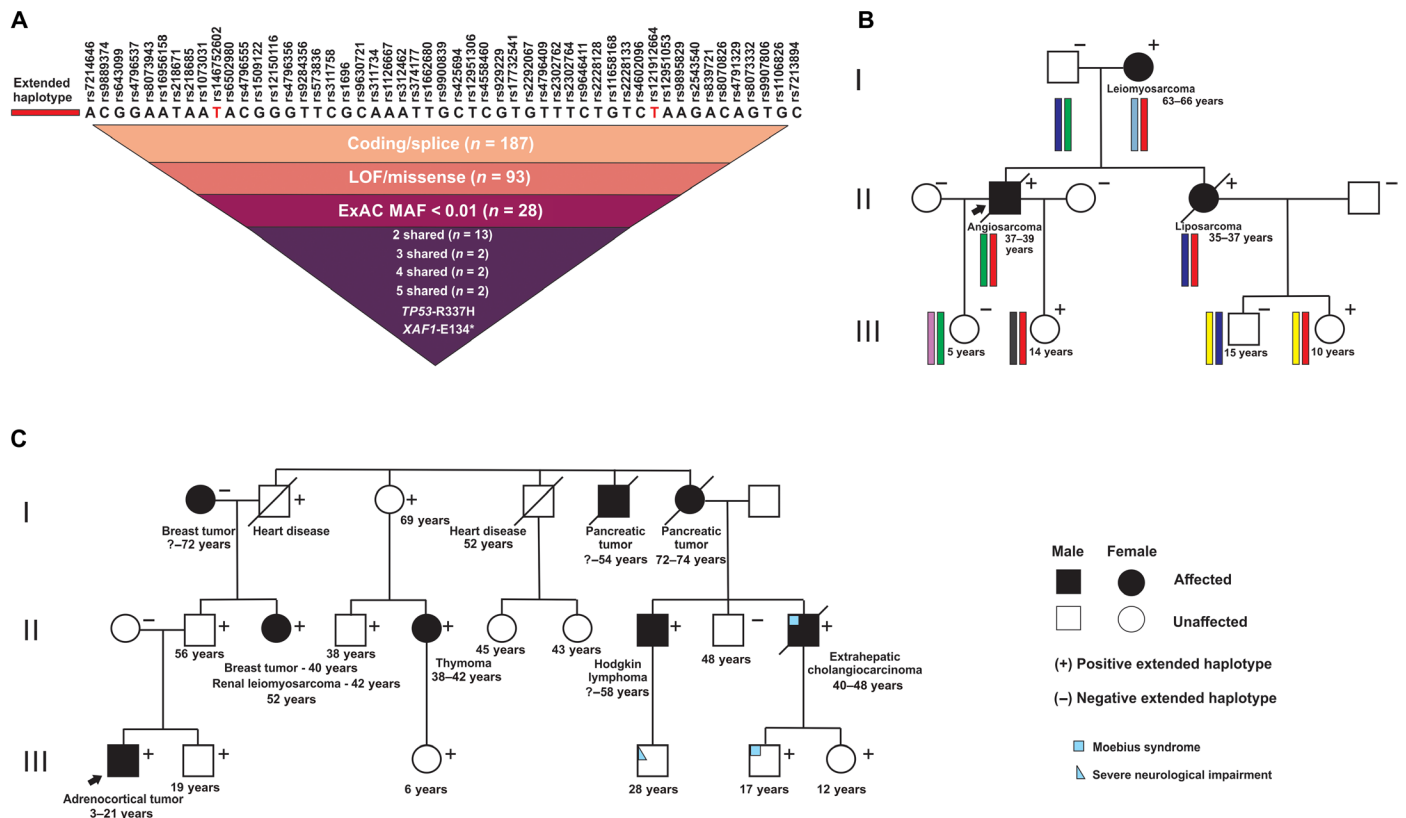 A
rs7214646
rs9889374
rs643099
rs4796537
rs8073943
rs16956158
rs218671
rs218685
rs1073031
rs146752602
rs6502980
rs4796555
rs1509122
rs12150116
rs4796356
rs9284356
rs573836
rs311758
rs1696
rs9630721
rs311734
rs1126667
rs312462
rs374177
rs1662680
rs9900839
rs425694
rs12951306
rs4558460
rs17732541
rs2292067
rs4796409
rs2302762
rs2302764
rs9646411
rs2228128
rs11658168
rs2228133
rs4602096
rs121912664
rs12951053
rs9895829
rs2543540
rs839721
rs8070826
rs4791329
rs8073332
rs9907806
rs1106826
rs7213894
Extended
haplotype
A C G G A A T A A T A C G G G T T C G C A A A T T G C T C G T G T T T C T G T C T A A G A C A G T G C
Coding/splice (n = 187)
LOF/missense (n = 93)
ExAC MAF < 0.01 (n = 28)
2 shared (n = 13)
3 shared (n = 2)
4 shared (n = 2)
5 shared (n = 2)
TP53-R337H
XAF1-E134*
B
I
− +
Leiomyosarcoma
63–66 years
II
− + − + −
Angiosarcoma
37–39
years
Liposarcoma
35–37 years
III
− + − +
5 years
14 years
15 years
10 years
C
I
− + +
Breast tumor
?–72 years
Heart disease
69 years
Heart disease
52 years
Pancreatic
tumor
?–54 years
Pancreatic
tumor
72–74 years
II
− + + + + + − +
56 years
Breast tumor - 40 years
Renal leiomyosarcoma - 42 years
52 years
38 years
Thymoma
38–42 years
45 years
43 years
Hodgkin
lymphoma
?–58 years
48 years
Extrahepatic
cholangiocarcinoma
40–48 years
III
+ + + + +
Adrenocortical tumor
3–21 years
19 years
6 years
28 years
17 years
12 years
Male Female
Affected
Unaffected
(+) Positive extended haplotype
(−) Negative extended haplotype
Moebius syndrome
Severe neurological impairment